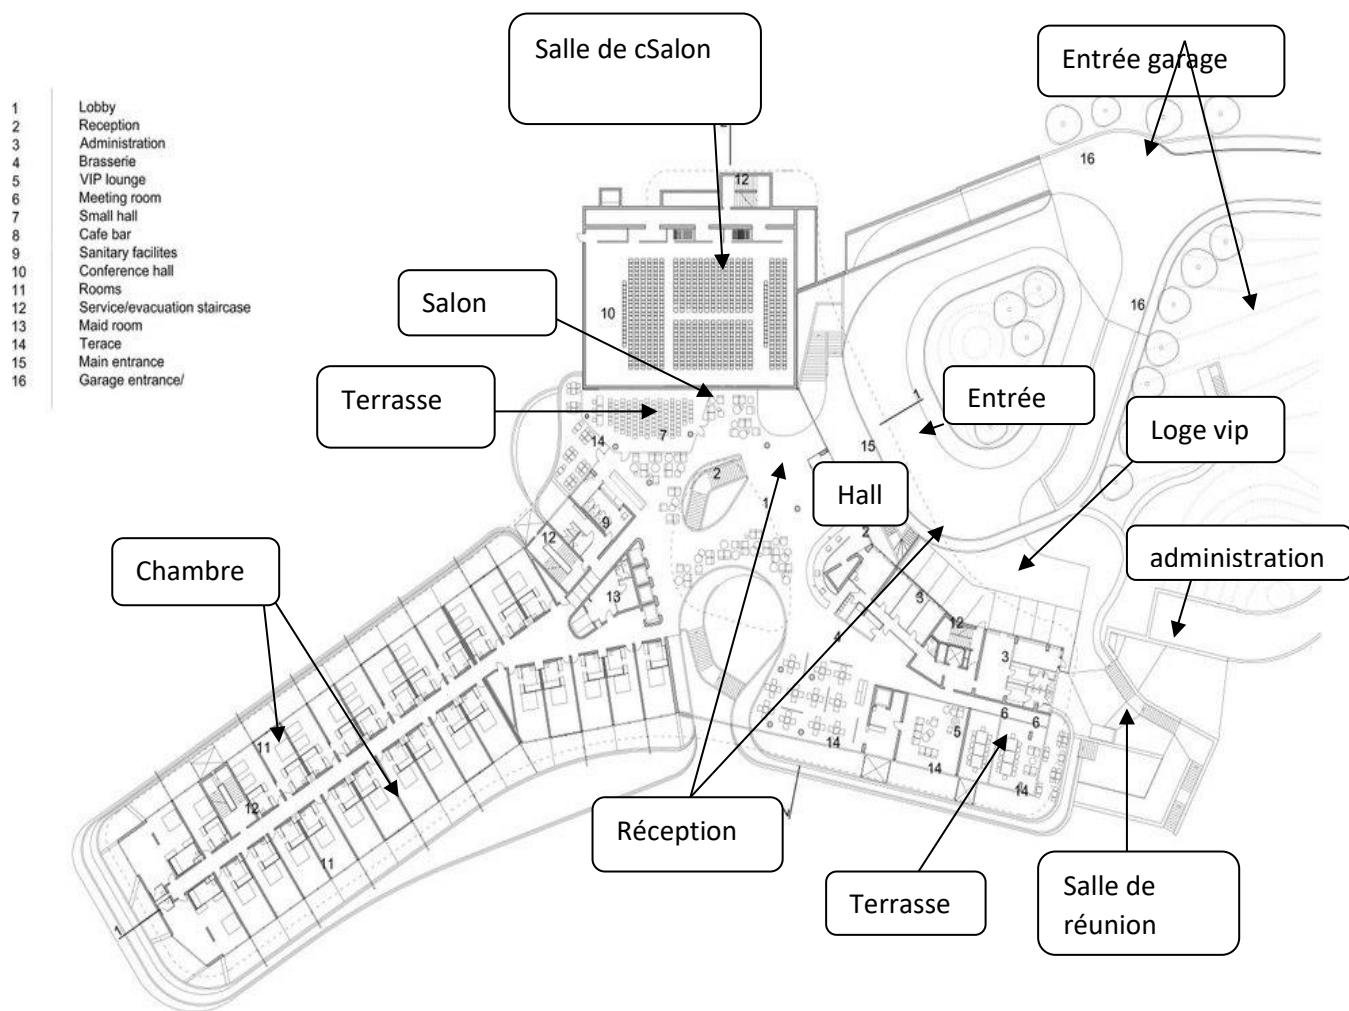 Salle de cSalon
Entrée garage
1 Lobby
2 Reception
3 Administration
4 Brasserie
5 VIP lounge
6 Meeting room
7 Small hall
8 Cafe bar
9 Sanitary facilites
10 Conference hall
11 Rooms
12 Service/evacuation staircase
13 Maid room
14 Terace
15 Main entrance
16 Garage entrance/
16
12
Salon
10
16
Terrasse
1
Entrée
Loge vip
7
14
15
2
Hall
1
9
2
12
administration
Chambre
13
3
12
4
3
6
6
5
11
14
14
14
12
Réception
11
Terrasse
Salle de
réunion
1